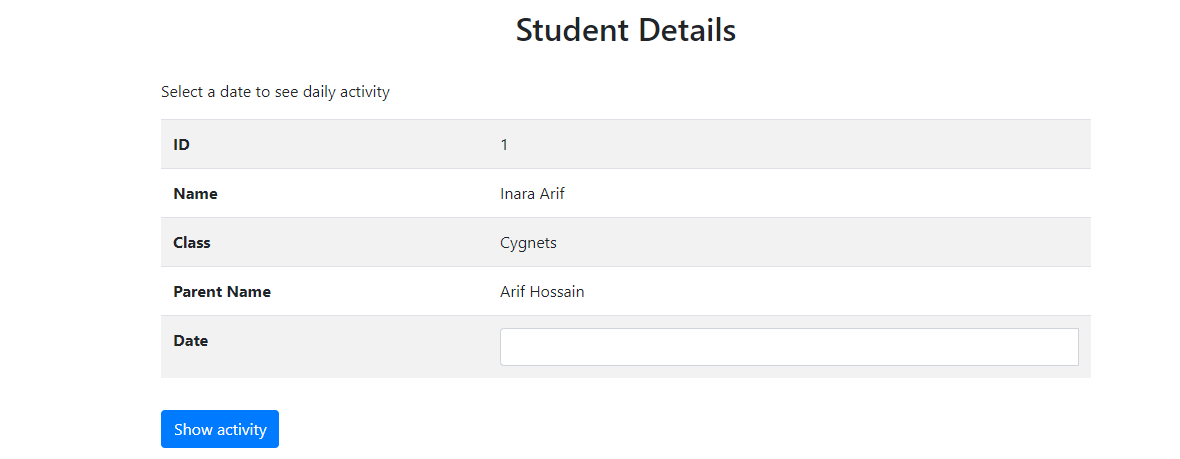 Student Details
Select a date to see daily activity
ID 1
Name Inara Arif
Class Cygnets
Parent Name Arif Hossain
Date
Show activity